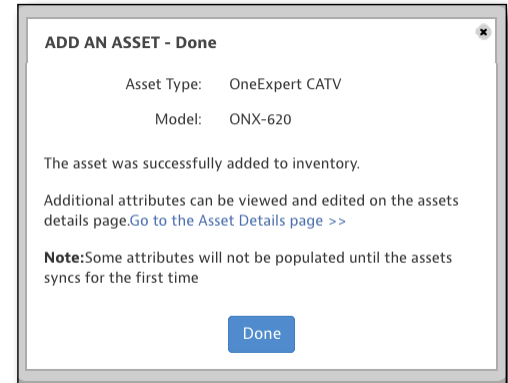 ADD AN ASSET - Done
Asset Type: OneExpert CATV
Model: ONX-620
The asset was successfully added to inventory.
Additional attributes can be viewed and edited on the assets
details page.Go to the Asset Details page >>
Note:Some attributes will not be populated until the assets
syncs for the first time
Done